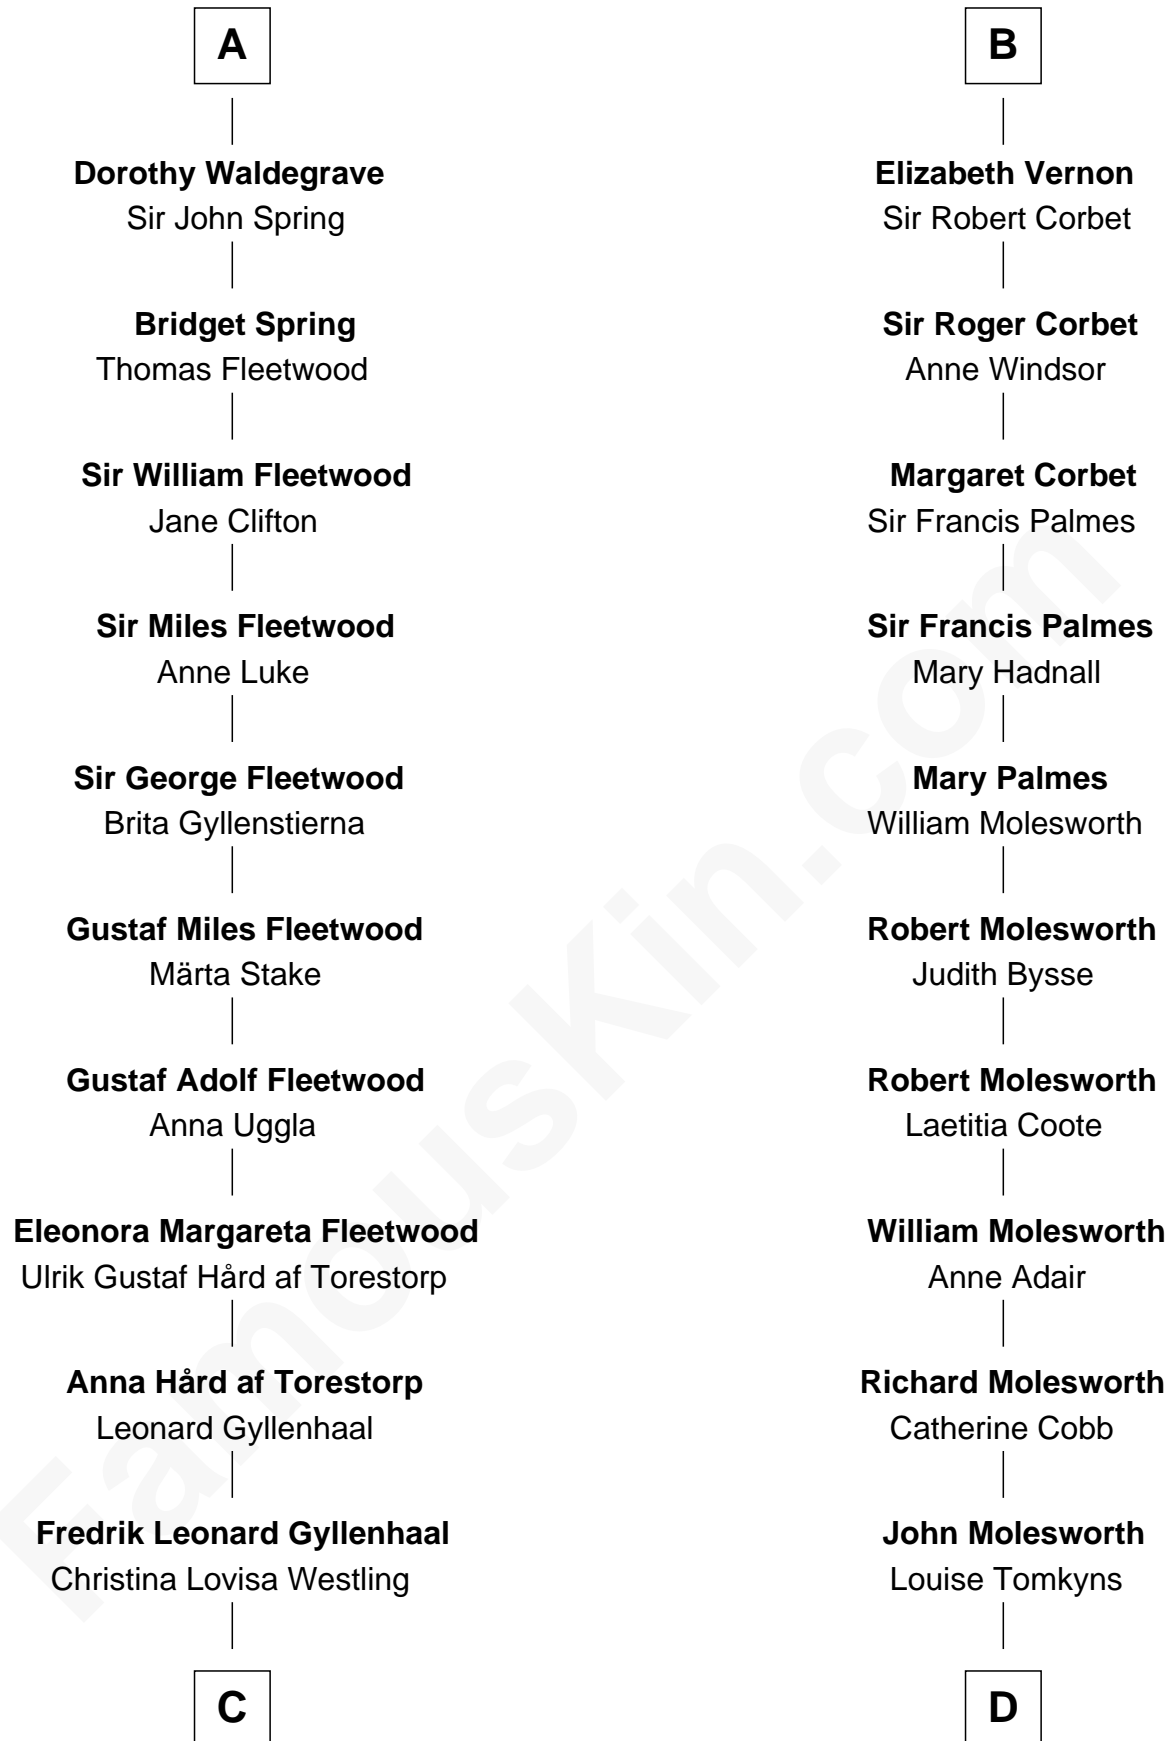 A
Dorothy Waldegrave
Sir John Spring
Bridget Spring
Thomas Fleetwood
Sir William Fleetwood
Jane Clifton
Sir Miles Fleetwood
Anne Luke
Sir George Fleetwood
Brita Gyllenstierna
Gustaf Miles Fleetwood
Märta Stake
Gustaf Adolf Fleetwood
Anna Uggla
Eleonora Margareta Fleetwood
Ulrik Gustaf Hård af Torestorp
Anna Hård af Torestorp
Leonard Gyllenhaal
Fredrik Leonard Gyllenhaal
Christina Lovisa Westling
C
B
Elizabeth Vernon
Sir Robert Corbet
Sir Roger Corbet
Anne Windsor
Margaret Corbet
Sir Francis Palmes
Sir Francis Palmes
Mary Hadnall
Mary Palmes
William Molesworth
Robert Molesworth
Judith Bysse
Robert Molesworth
Laetitia Coote
William Molesworth
Anne Adair
Richard Molesworth
Catherine Cobb
John Molesworth
Louise Tomkyns
D
FamousKin.com